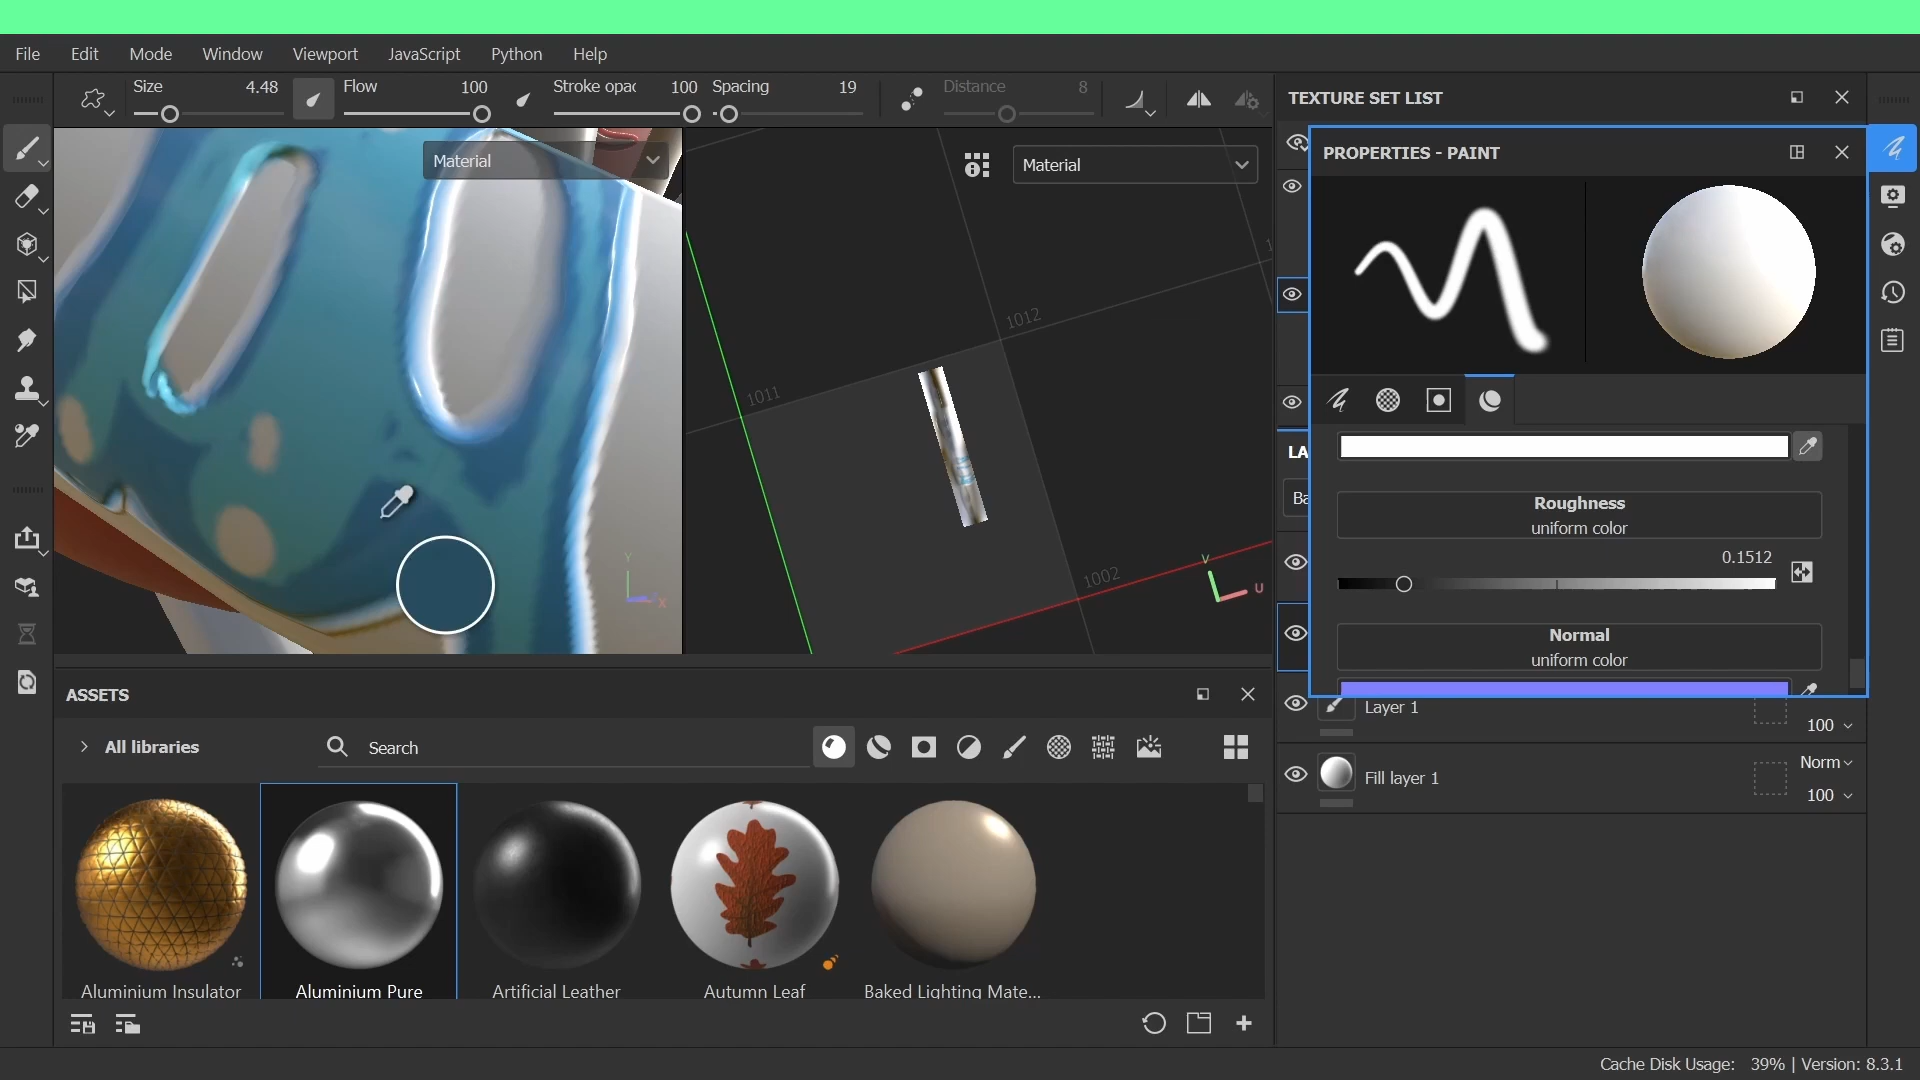 File Edit Mode Window Viewport JavaScript Python Help
Size 4.48 Flow 100 Stroke opac 100 Spacing 19 Distance 8
TEXTURE SET LIST
PROPERTIES - PAINT
Material
Material
1012
1011
1002
Y
X
V
U
LA
Ba
Roughness
uniform color
0.1512
Normal
uniform color
Layer 1
100
Fill layer 1
Norm
100
ASSETS
All libraries
Search
Aluminium Insulator
Aluminium Pure
Artificial Leather
Autumn Leaf
Baked Lighting Mate...
Cache Disk Usage: 39% | Version: 8.3.1